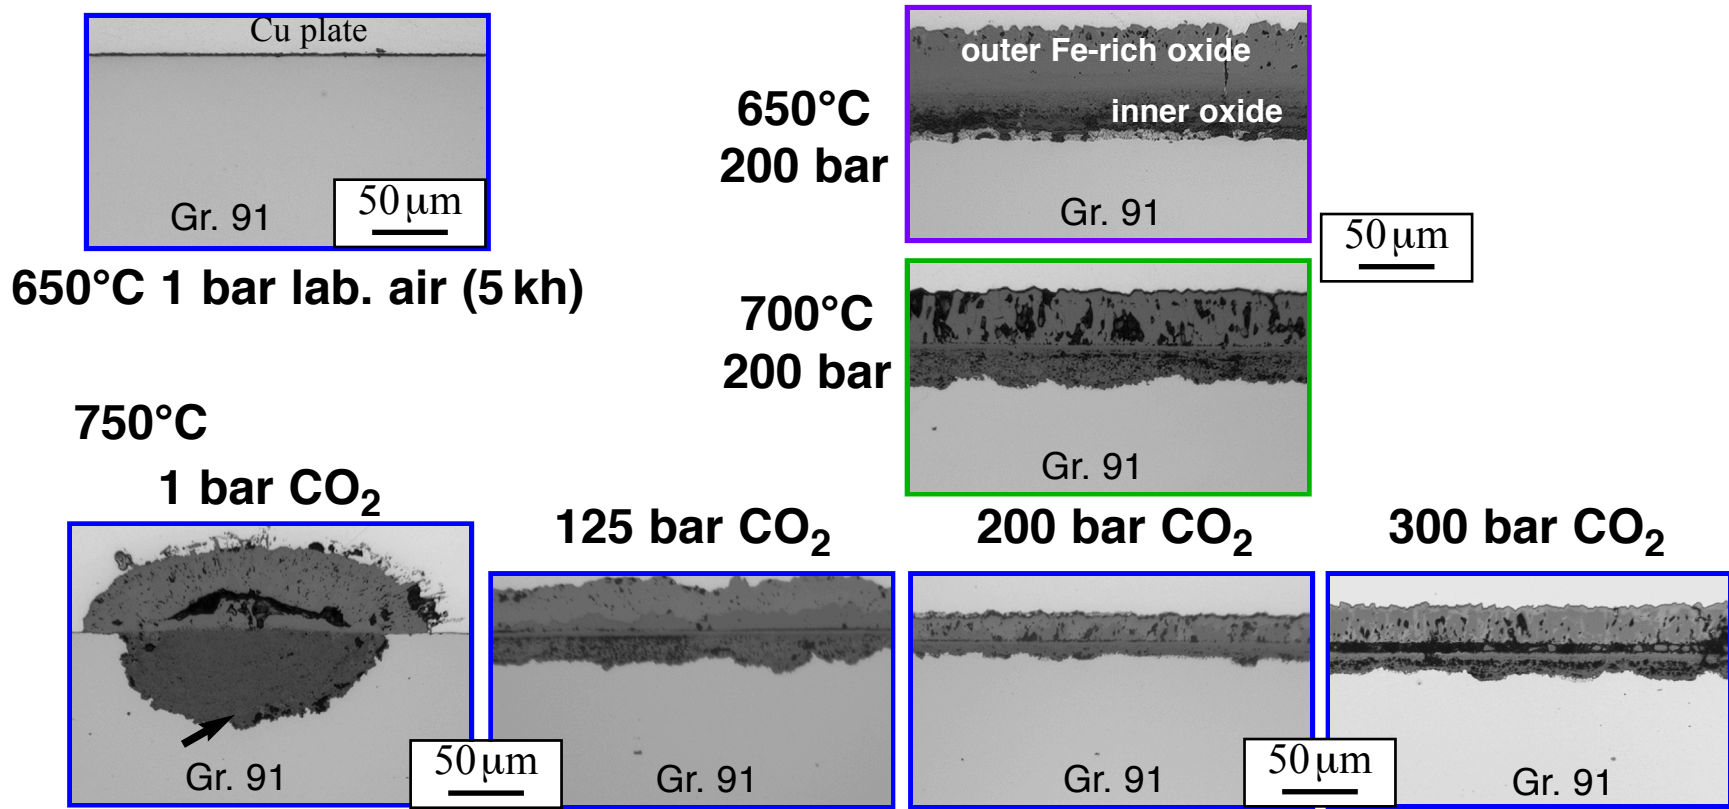 Cu plate
50 μm
Gr. 91
650°C 1 bar lab. air (5 kh)
650°C
200 bar
outer Fe-rich oxide
inner oxide
Gr. 91
50 μm
700°C
200 bar
Gr. 91
750°C
1 bar CO₂
125 bar CO₂
200 bar CO₂
300 bar CO₂
Gr. 91
50 μm
Gr. 91
Gr. 91
50 μm
Gr. 91